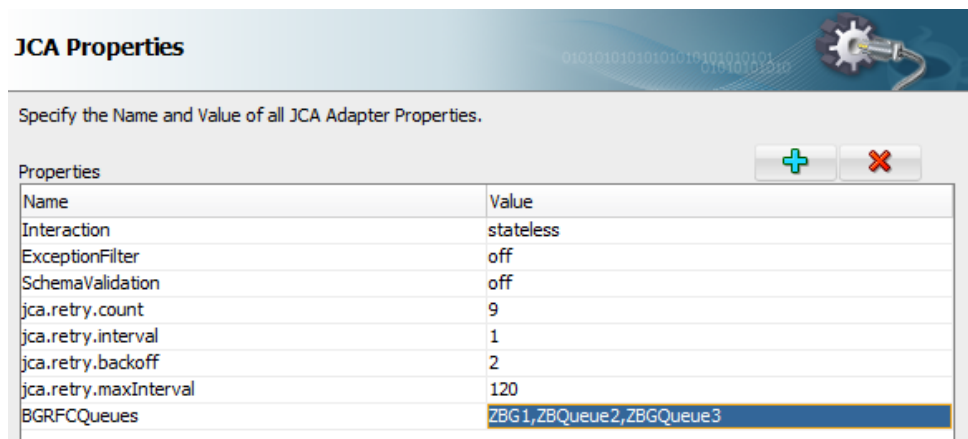 JCA Properties
Specify the Name and Value of all JCA Adapter Properties.
Properties
Name Value
Interaction stateless
ExceptionFilter off
SchemaValidation off
jca.retry.count 9
jca.retry.interval 1
jca.retry.backoff 2
jca.retry.maxInterval 120
BGRFCQueues ZBG1,ZBQueue2,ZBGQueue3